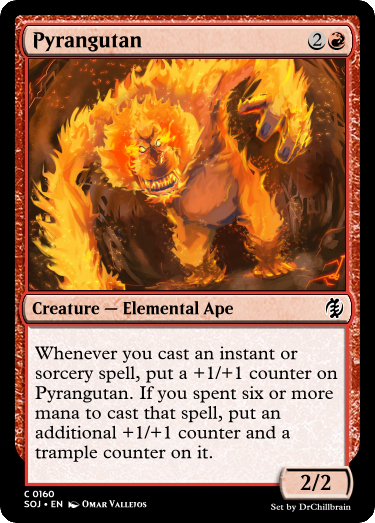 Pyrangutan 2
Creature — Elemental Ape
Whenever you cast an instant or
sorcery spell, put a +1/+1 counter on
Pyrangutan. If you spent six or more
mana to cast that spell, put an
additional +1/+1 counter and a
trample counter on it.
2/2
C 0160
SOJ • EN Omar Vallejos
Set by DrChillbrain